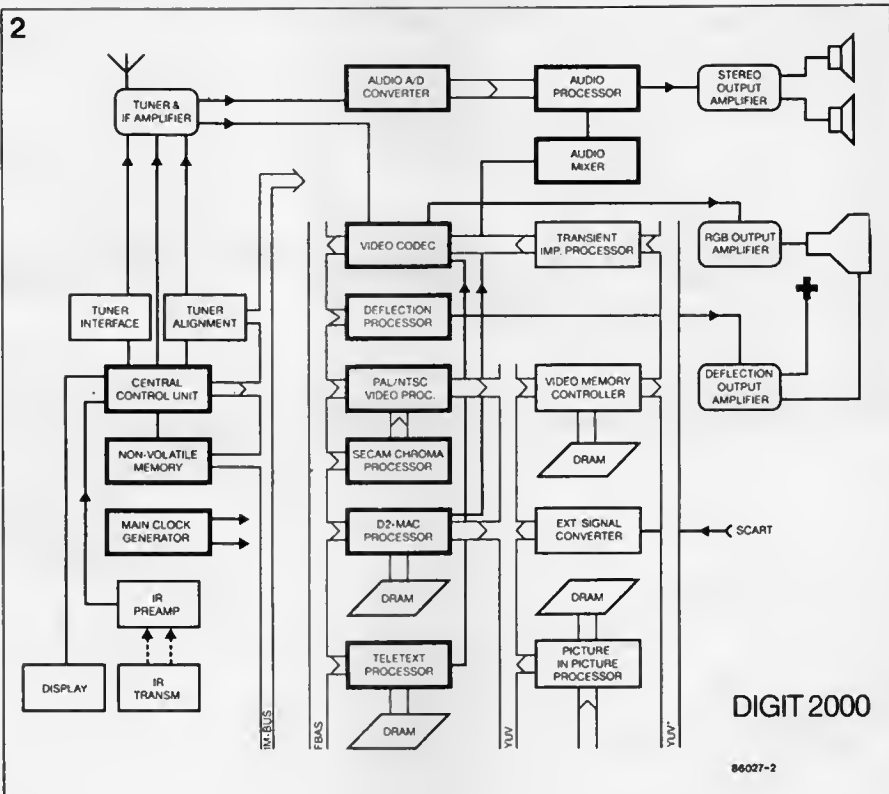 2
TUNER &
IF AMPLIFIER
AUDIO A/D
CONVERTER
AUDIO
PROCESSOR
STEREO
OUTPUT
AMPLIFIER
AUDIO
MIXER
VIDEO CODEC
TRANSIENT
IMP. PROCESSOR
RGB OUTPUT
AMPLIFIER
TUNER
INTERFACE
TUNER
ALIGNMENT
DEFLECTION
PROCESSOR
CENTRAL
CONTROL UNIT
PAL/NTSC
VIDEO PROC.
VIDEO MEMORY
CONTROLLER
DEFLECTION
OUTPUT
AMPLIFIER
NON-VOLATILE
MEMORY
SECAM CHROMA
PROCESSOR
DRAM
MAIN CLOCK
GENERATOR
D2-MAC
PROCESSOR
EXT SIGNAL
CONVERTER
SCART
IR
PREAMP
DRAM
DRAM
DISPLAY
IR
TRANSM
TELETEXT
PROCESSOR
PICTURE
IN PICTURE
PROCESSOR
DRAM
IM-BUS
FBAS
YUV
YUV*
DIGIT 2000
86027-2